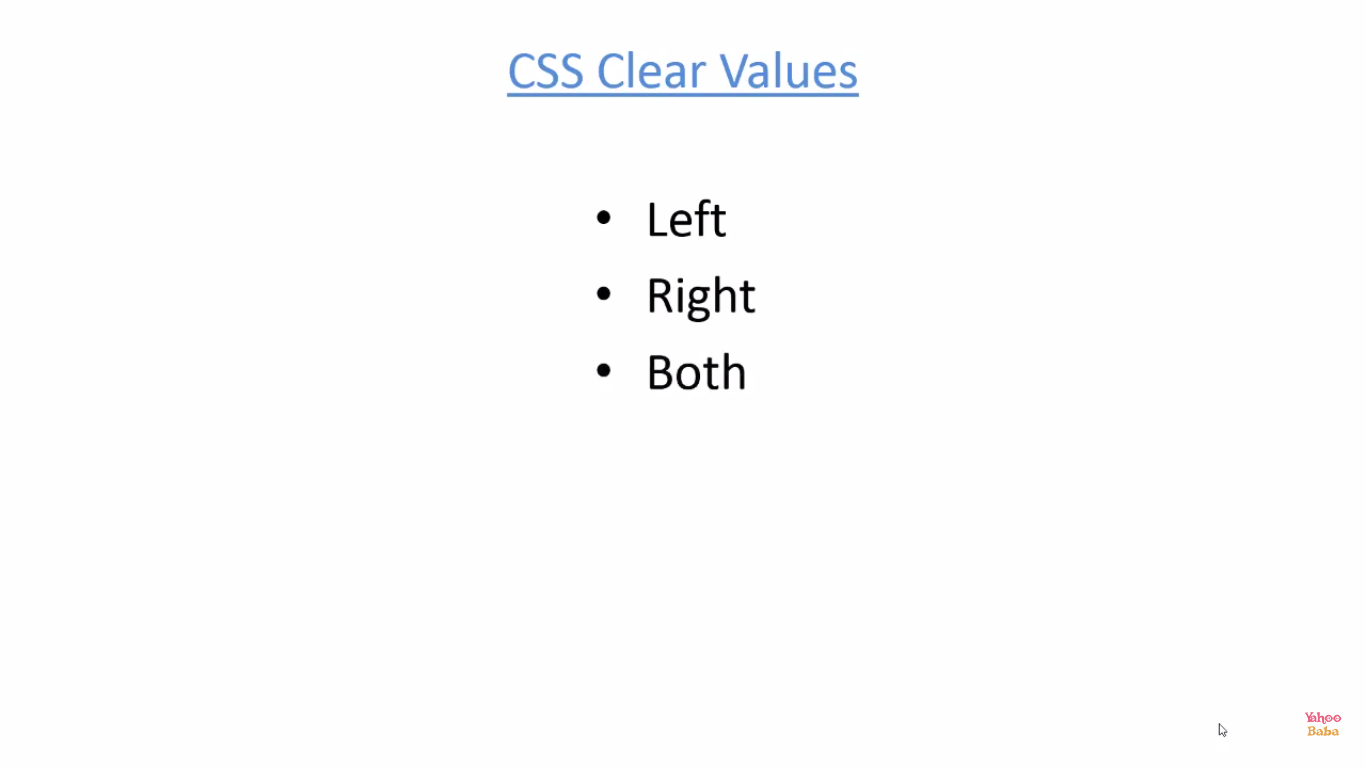 CSS Clear Values
• Left
• Right
• Both
Yahoo
Baba